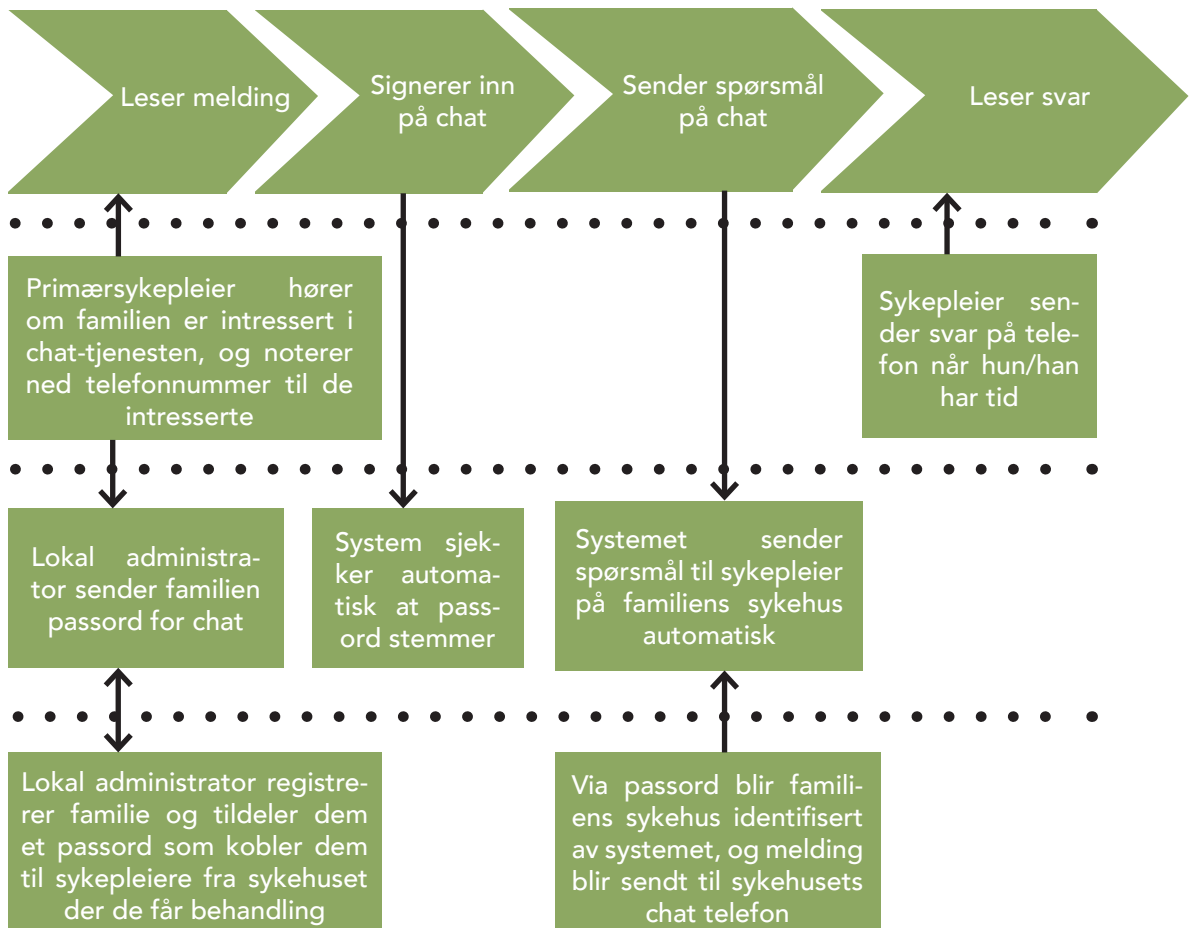 Leser melding
Signerer inn
på chat
Sender spørsmål
på chat
Leser svar
Primærsykepleier hører
om familien er intressert i
chat-tjenesten, og noterer
ned telefonnummer til de
intresserte
Sykepleier sen-
der svar på tele-
fon når hun/han
har tid
Lokal administra-
tor sender familien
passord for chat
System sjek-
ker automa-
tisk at pass-
ord stemmer
Systemet sender
spørsmål til sykepleier
på familiens sykehus
automatisk
Lokal administrator registre-
rer familie og tildeler dem
et passord som kobler dem
til sykepleiere fra sykehuset
der de får behandling
Via passord blir famili-
ens sykehus identifisert
av systemet, og melding
blir sendt til sykehusets
chat telefon